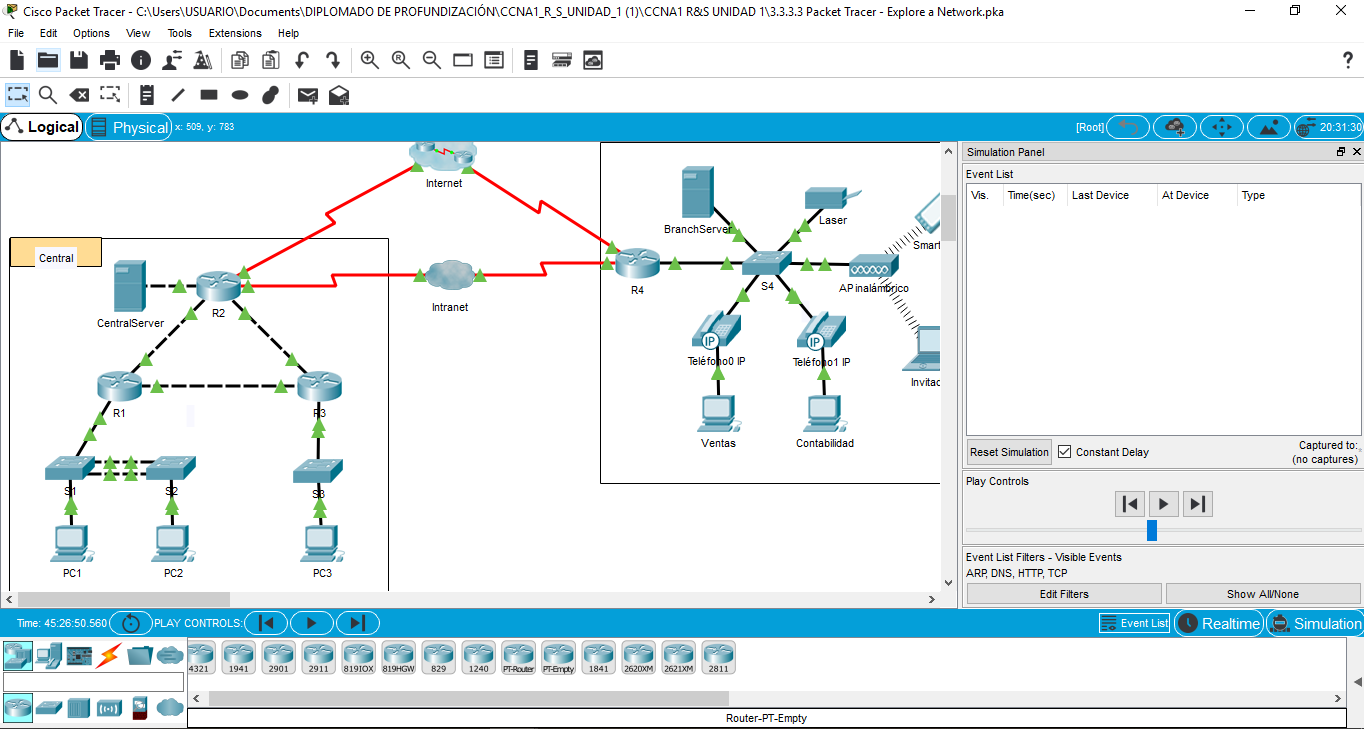 Cisco Packet Tracer - C:\Users\USUARIO\Documents\DIPLOMADO DE PROFUNDIZACIÓN\CCNA1_R_S_UNIDAD_1 (1)\CCNA1 R&S UNIDAD 1\3.3.3.3 Packet Tracer - Explore a Network.pka
File Edit Options View Tools Extensions Help
Logical Physical x: 509, y: 783 [Root] 20:31:30
Simulation Panel
Event List
Vis. Time(sec) Last Device At Device Type
Internet
BranchServer
Laser
Smart
Central
CentralServer
R2
Intranet
R4
S4
AP inalámbrico
Teléfono0 IP
Teléfono1 IP
IP
IP
Invitac
R1
R3
Ventas
Contabilidad
S1
S2
S3
PC1
PC2
PC3
Reset Simulation Constant Delay Captured to:
(no captures)
Play Controls
Event List Filters - Visible Events
ARP, DNS, HTTP, TCP
Edit Filters Show All/None
Time: 45:26:50.560 PLAY CONTROLS: Event List Realtime Simulation
4321 1941 2901 2911 819IOX 819HGW 829 1240 PT-Router PT-Empty 1841 2620XM 2621XM 2811
Router-PT-Empty